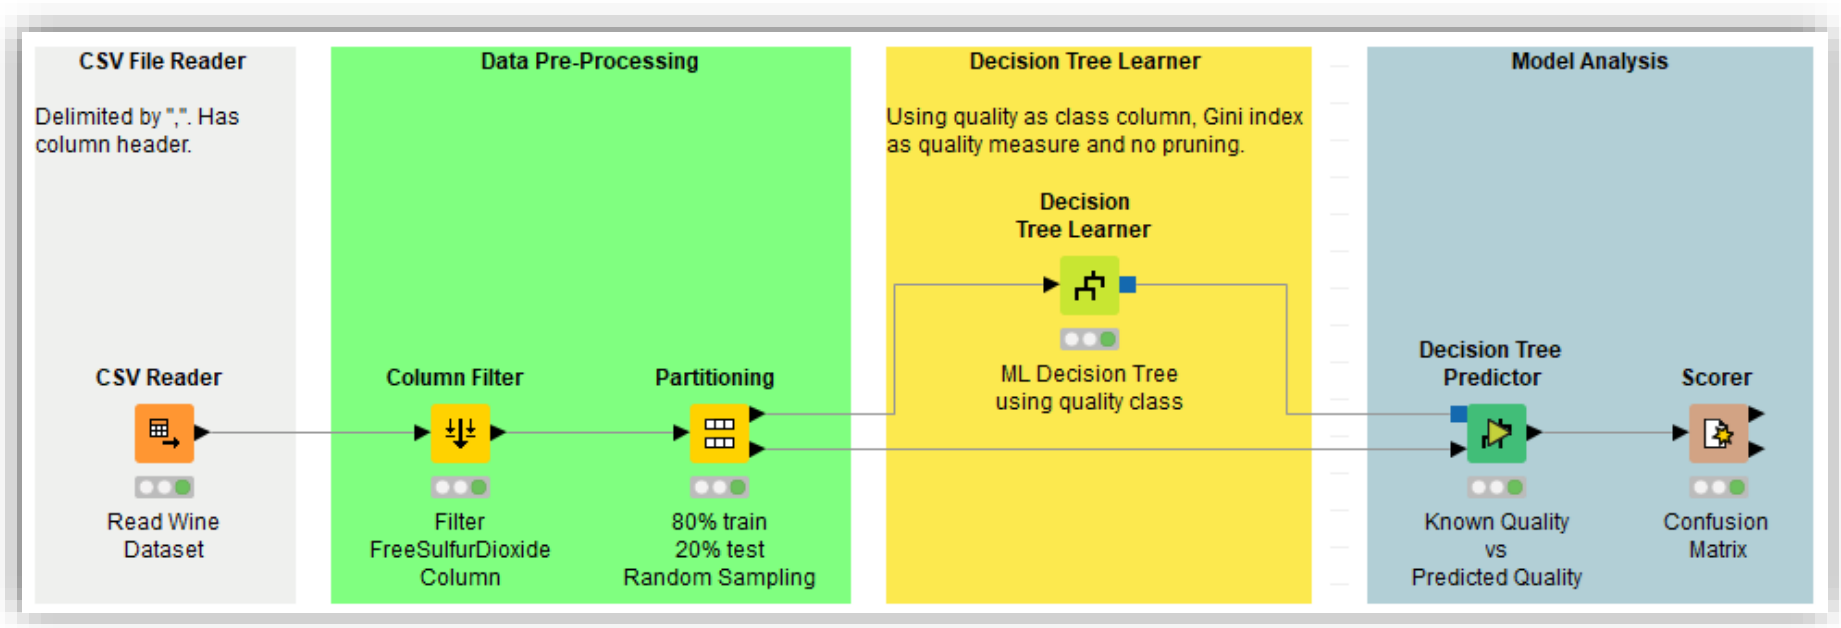 CSV File Reader
Delimited by ",". Has
column header.
CSV Reader
Read Wine
Dataset
Data Pre-Processing
Column Filter
Filter
FreeSulfurDioxide
Column
Partitioning
80% train
20% test
Random Sampling
Decision Tree Learner
Using quality as class column, Gini index
as quality measure and no pruning.
Decision
Tree Learner
ML Decision Tree
using quality class
Model Analysis
Decision Tree
Predictor
Known Quality
vs
Predicted Quality
Scorer
Confusion
Matrix